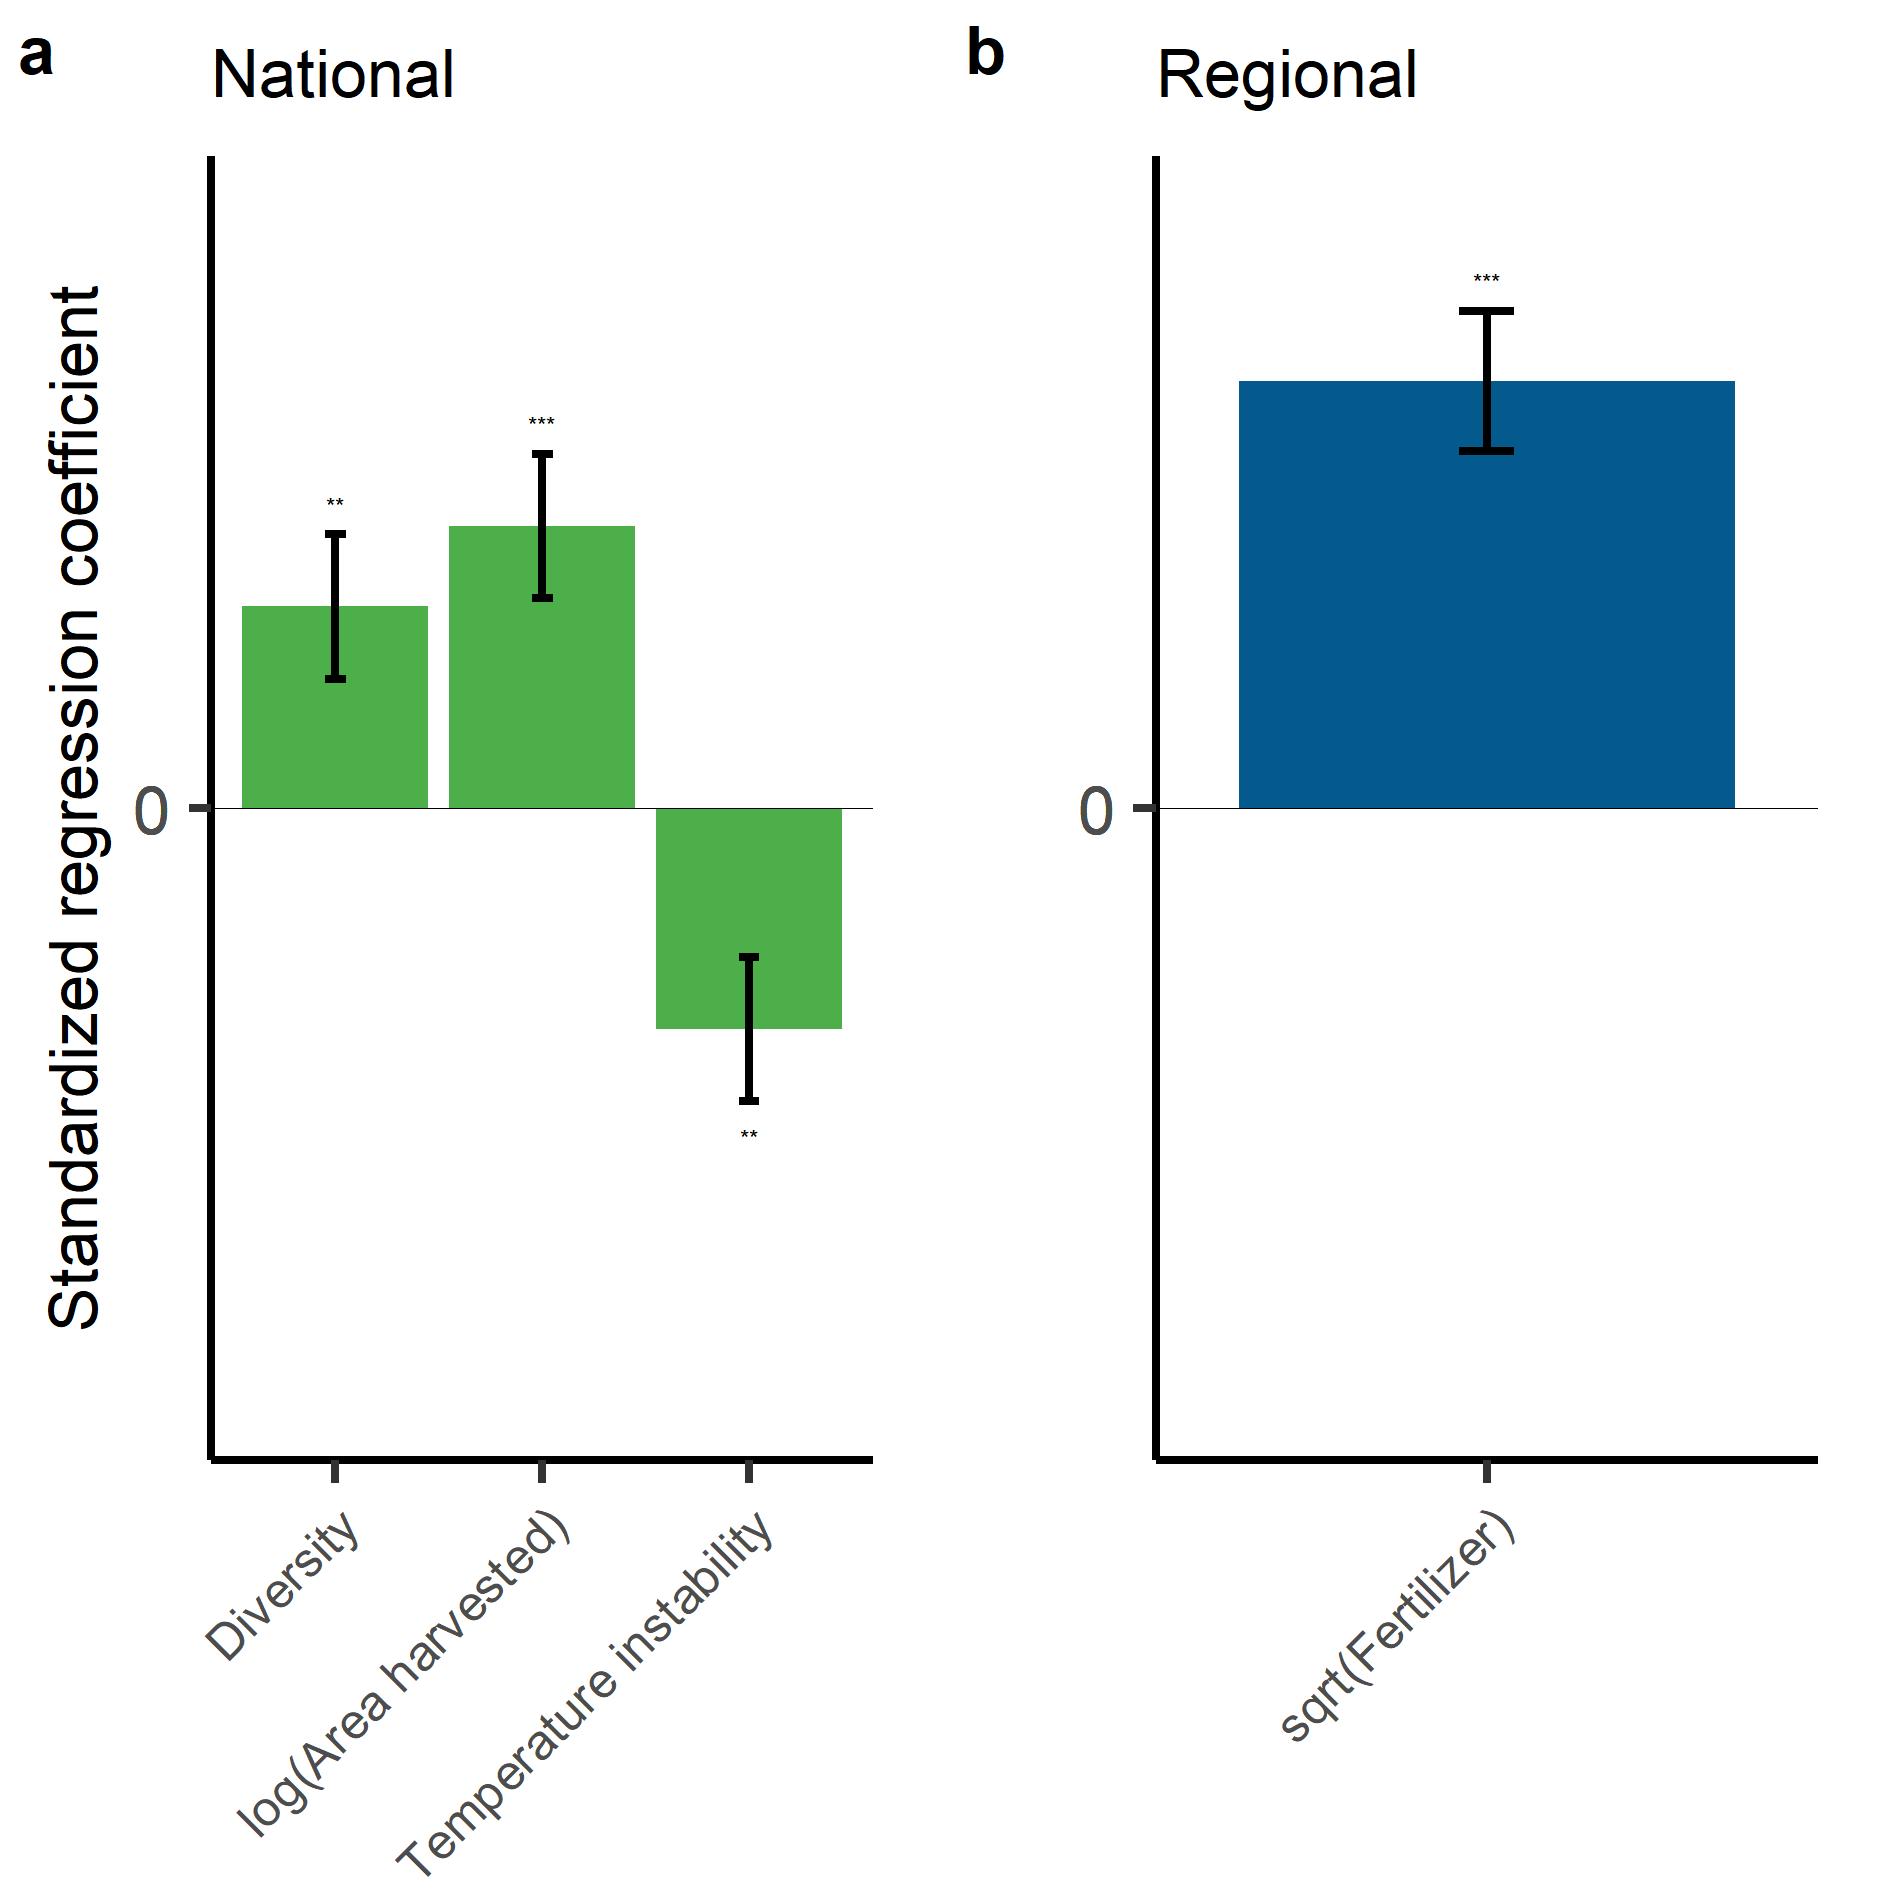 a
National
Standardized regression coefficient
**
***
**
0
Diversity
log(Area harvested)
Temperature instability
b
Regional
***
0
sqrt(Fertilizer)